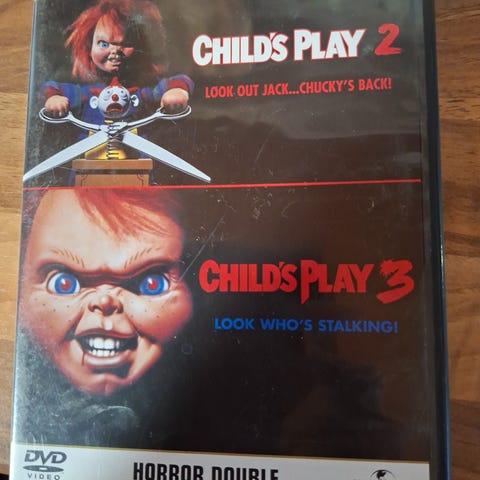 CHILD'S PLAY 2
LOOK OUT JACK...CHUCKY'S BACK!
CHILD'S PLAY 3
LOOK WHO'S STALKING!
DVD
VIDEO
HORROR DOUBLE